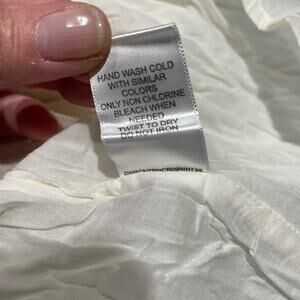 HAND WASH COLD
WITH SIMILAR
COLORS
ONLY NON CHLORINE
BLEACH WHEN
NEEDED
TWIST TO DRY
DO NOT IRON